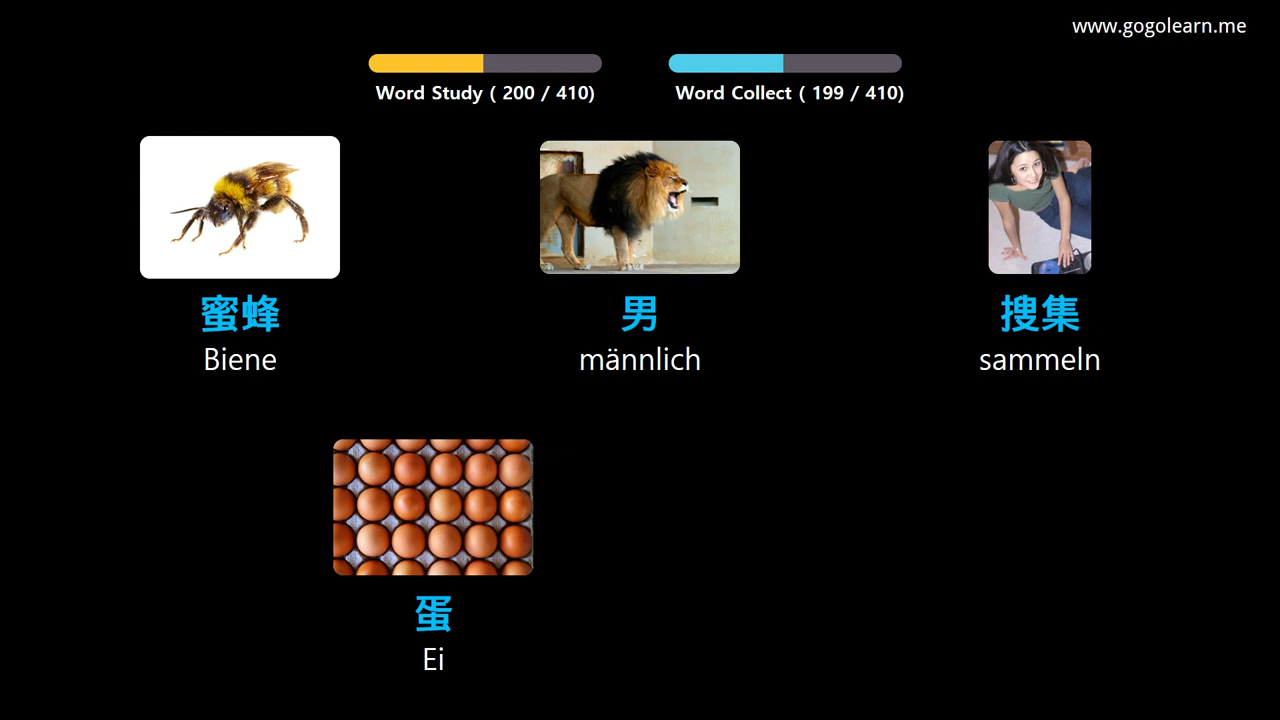 www.gogolearn.me
Word Study ( 200 / 410)
Word Collect ( 199 / 410)
蜜蜂
Biene
男
männlich
搜集
sammeln
蛋
Ei